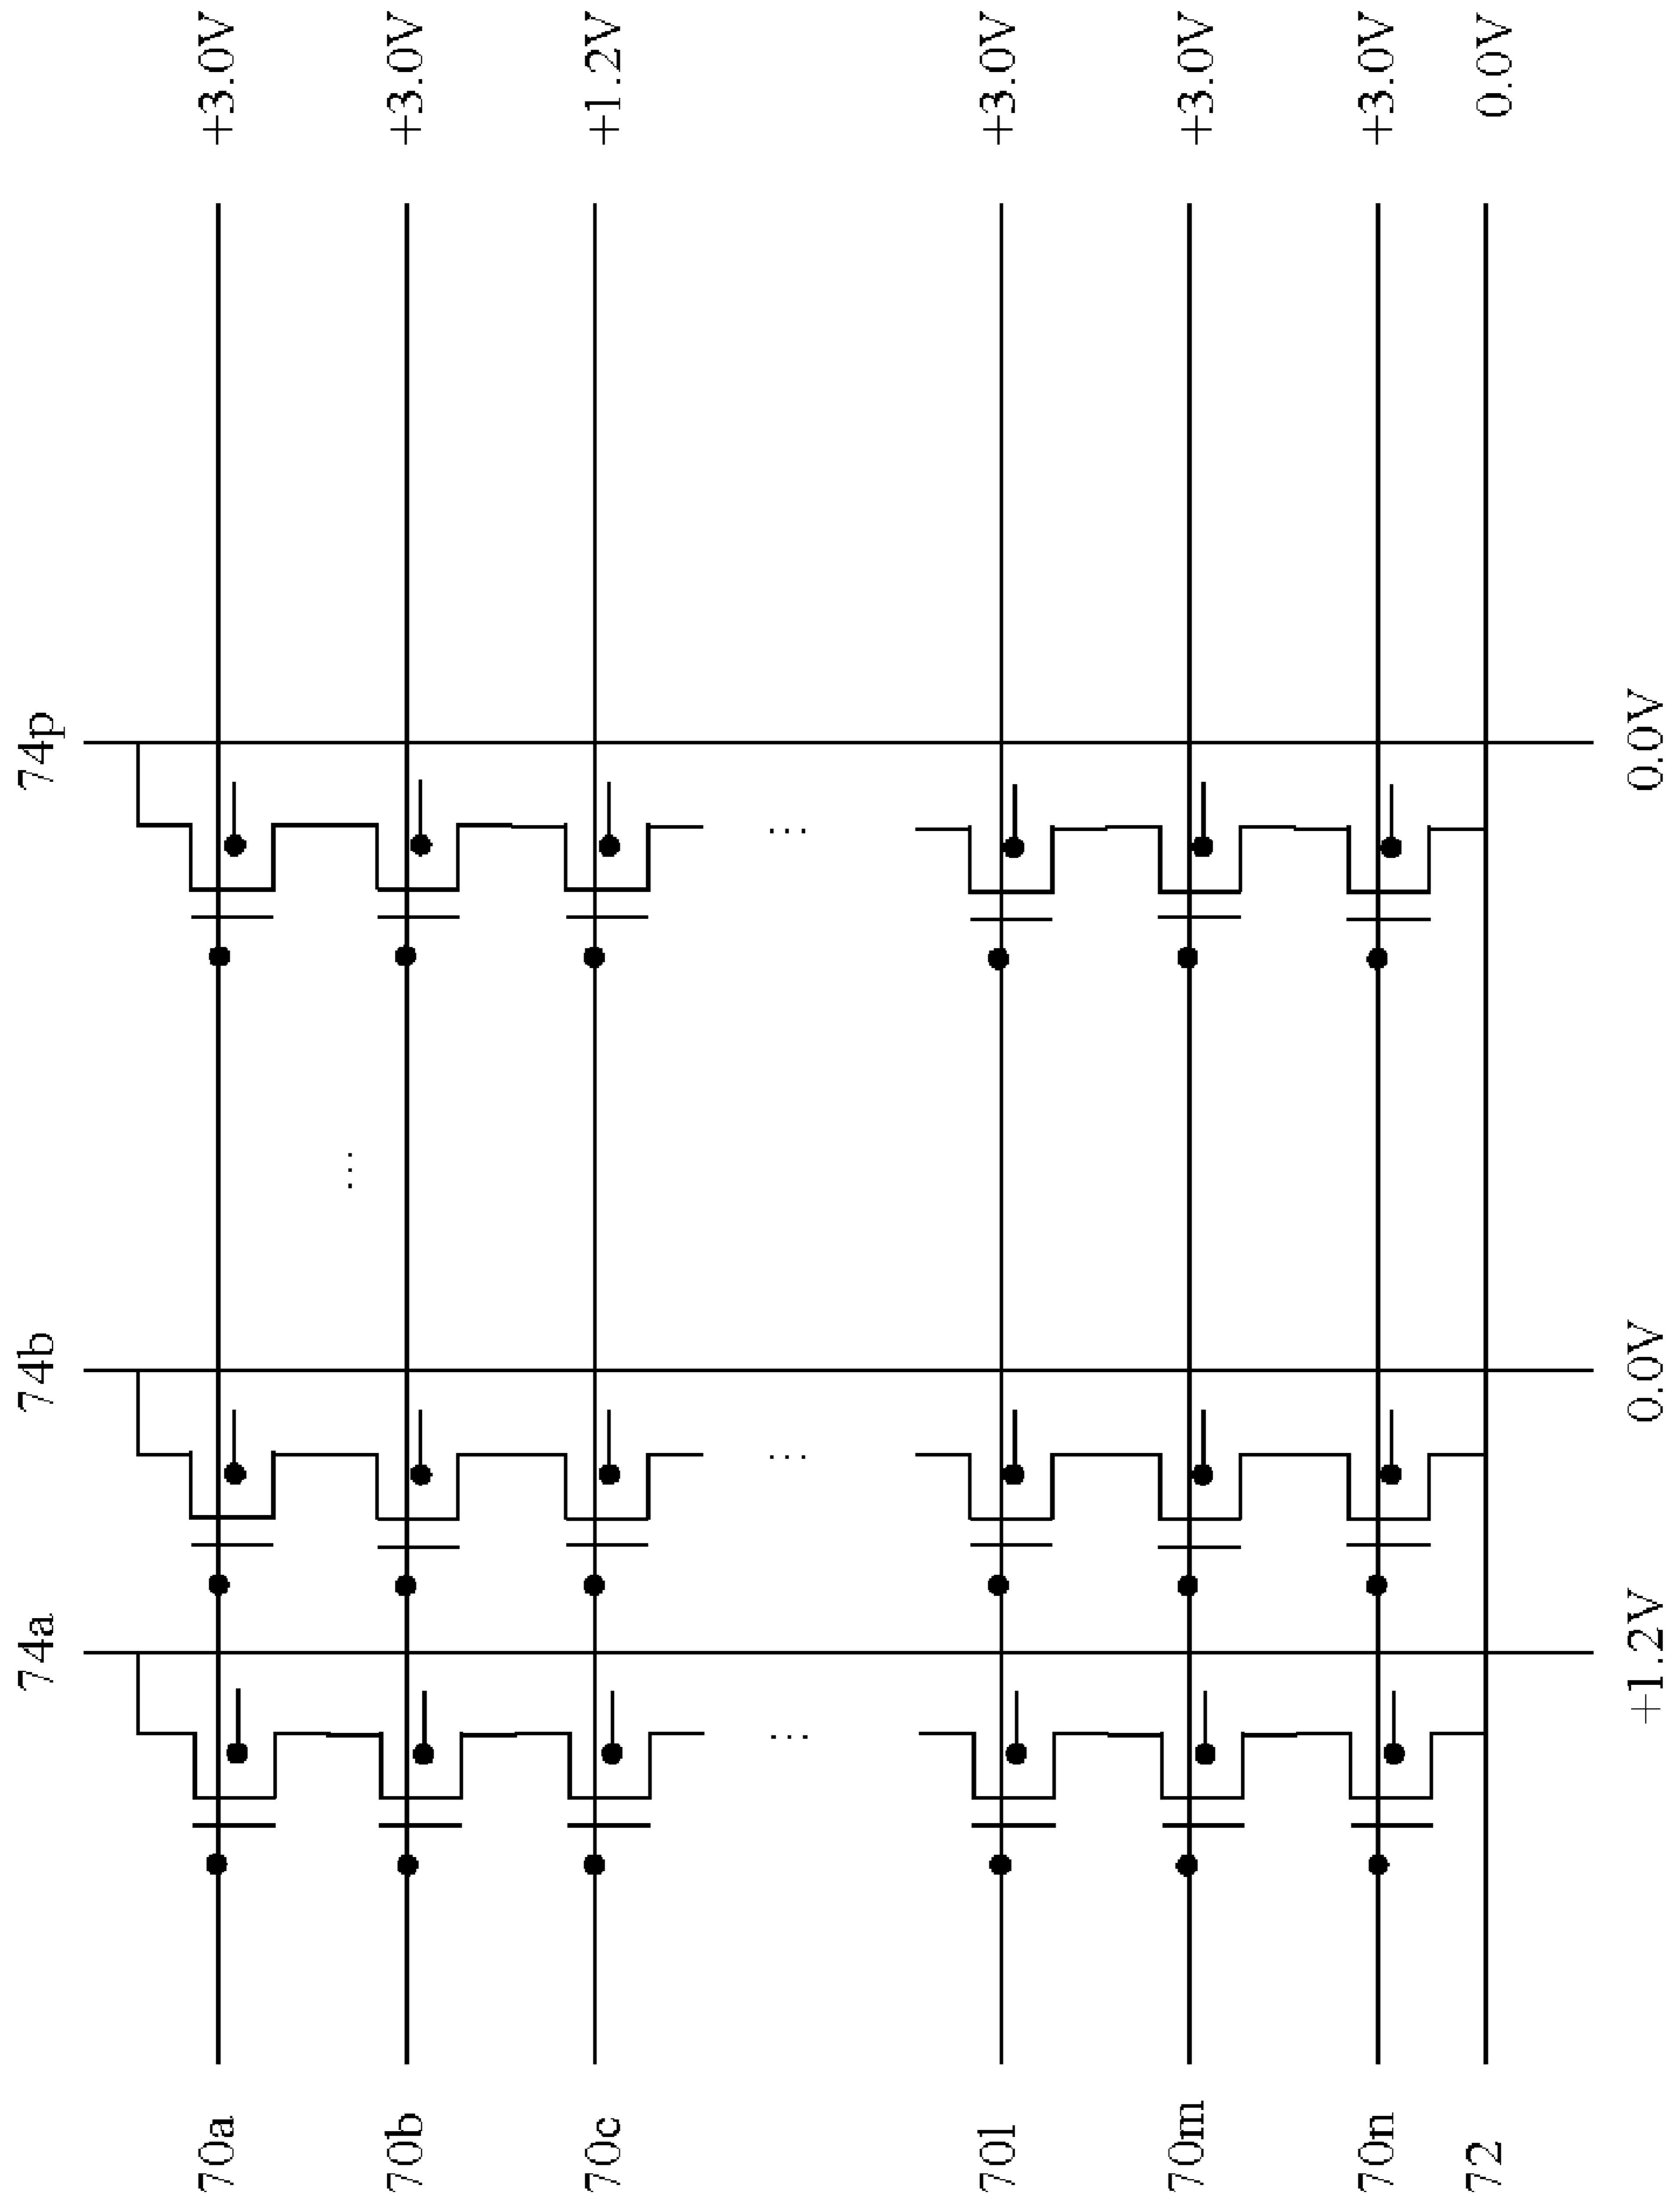 74a 74b 74p
70a +3.0V
70b +3.0V
70c +1.2V
70l +3.0V
70m +3.0V
70n +3.0V
72 0.0V
+1.2V 0.0V 0.0V